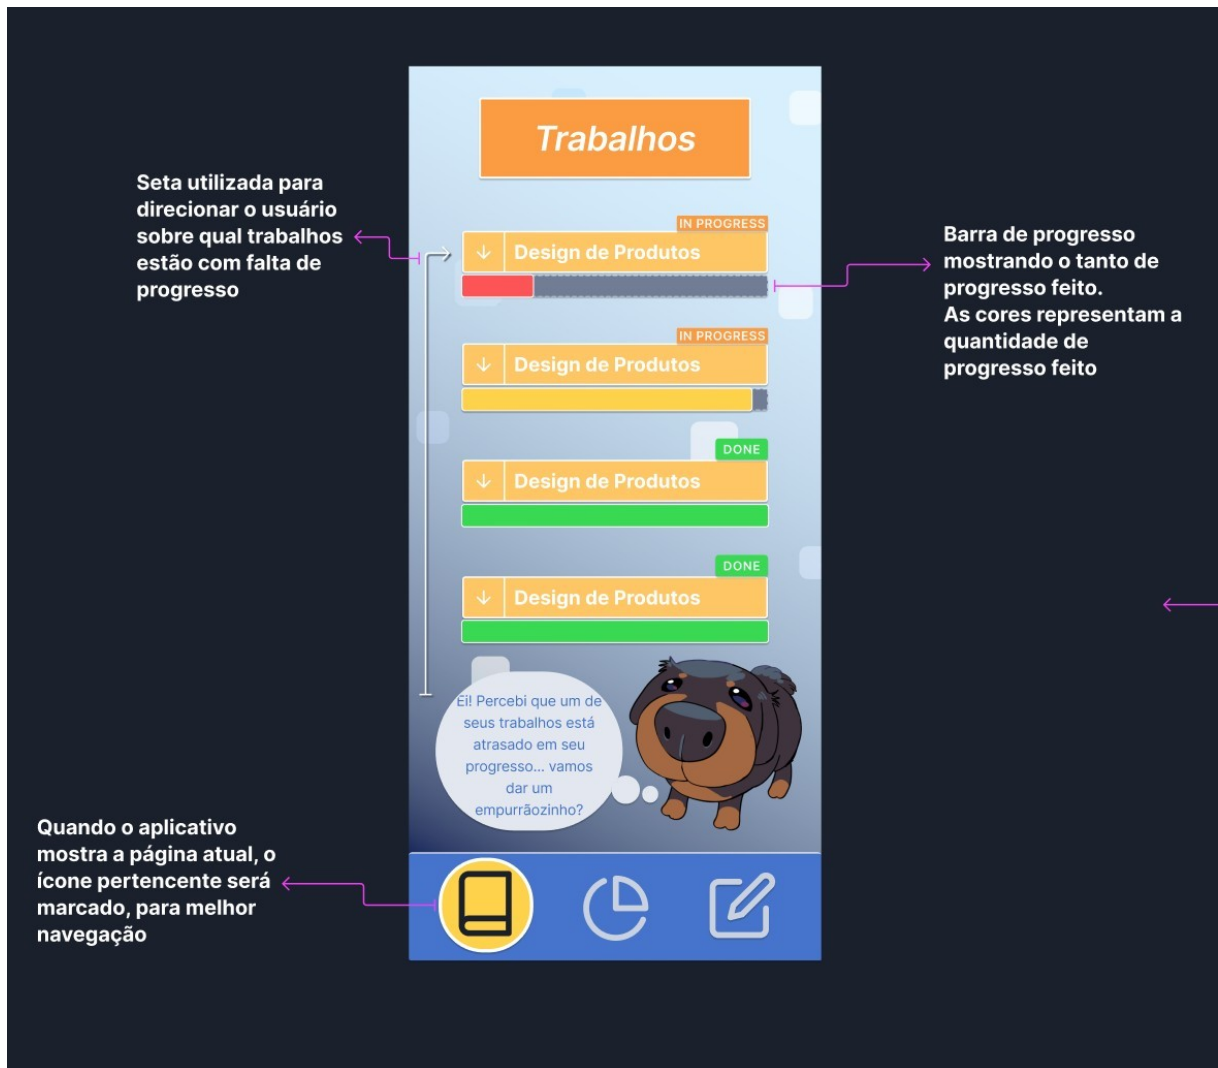 Trabalhos
Seta utilizada para
direcionar o usuário
sobre qual trabalhos
estão com falta de
progresso
IN PROGRESS
Design de Produtos
Barra de progresso
mostrando o tanto de
progresso feito.
As cores representam a
quantidade de
progresso feito
IN PROGRESS
Design de Produtos
DONE
Design de Produtos
DONE
Design de Produtos
Ei! Percebi que um de
seus trabalhos está
atrasado em seu
progresso... vamos
dar um
empurrãozinho?
Quando o aplicativo
mostra a página atual, o
ícone pertencente será
marcado, para melhor
navegação